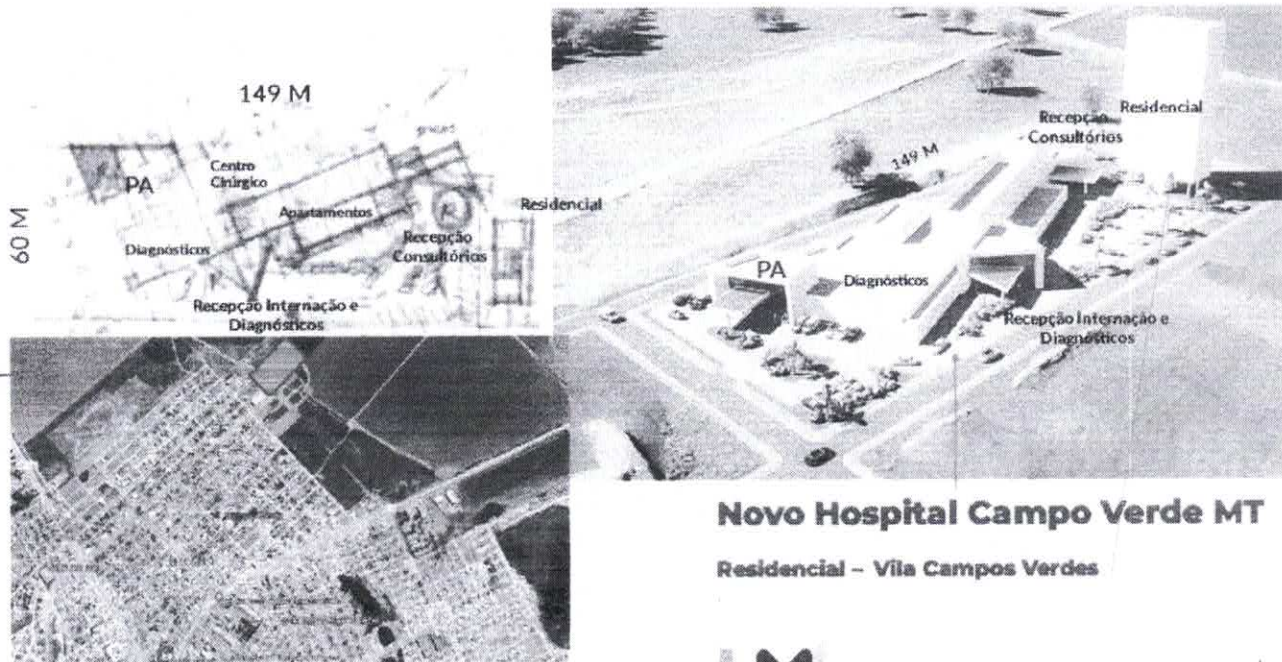 149 M
60 M
PA
Centro
Cirúrgico
Apartamentos
Diagnósticos
Recepção
Consultórios
Residencial
Recepção Internação e
Diagnósticos
149 M
Recepção
Consultórios
Residencial
PA
Diagnósticos
Recepção Internação e
Diagnósticos
Novo Hospital Campo Verde MT
Residencial – Vila Campos Verdes